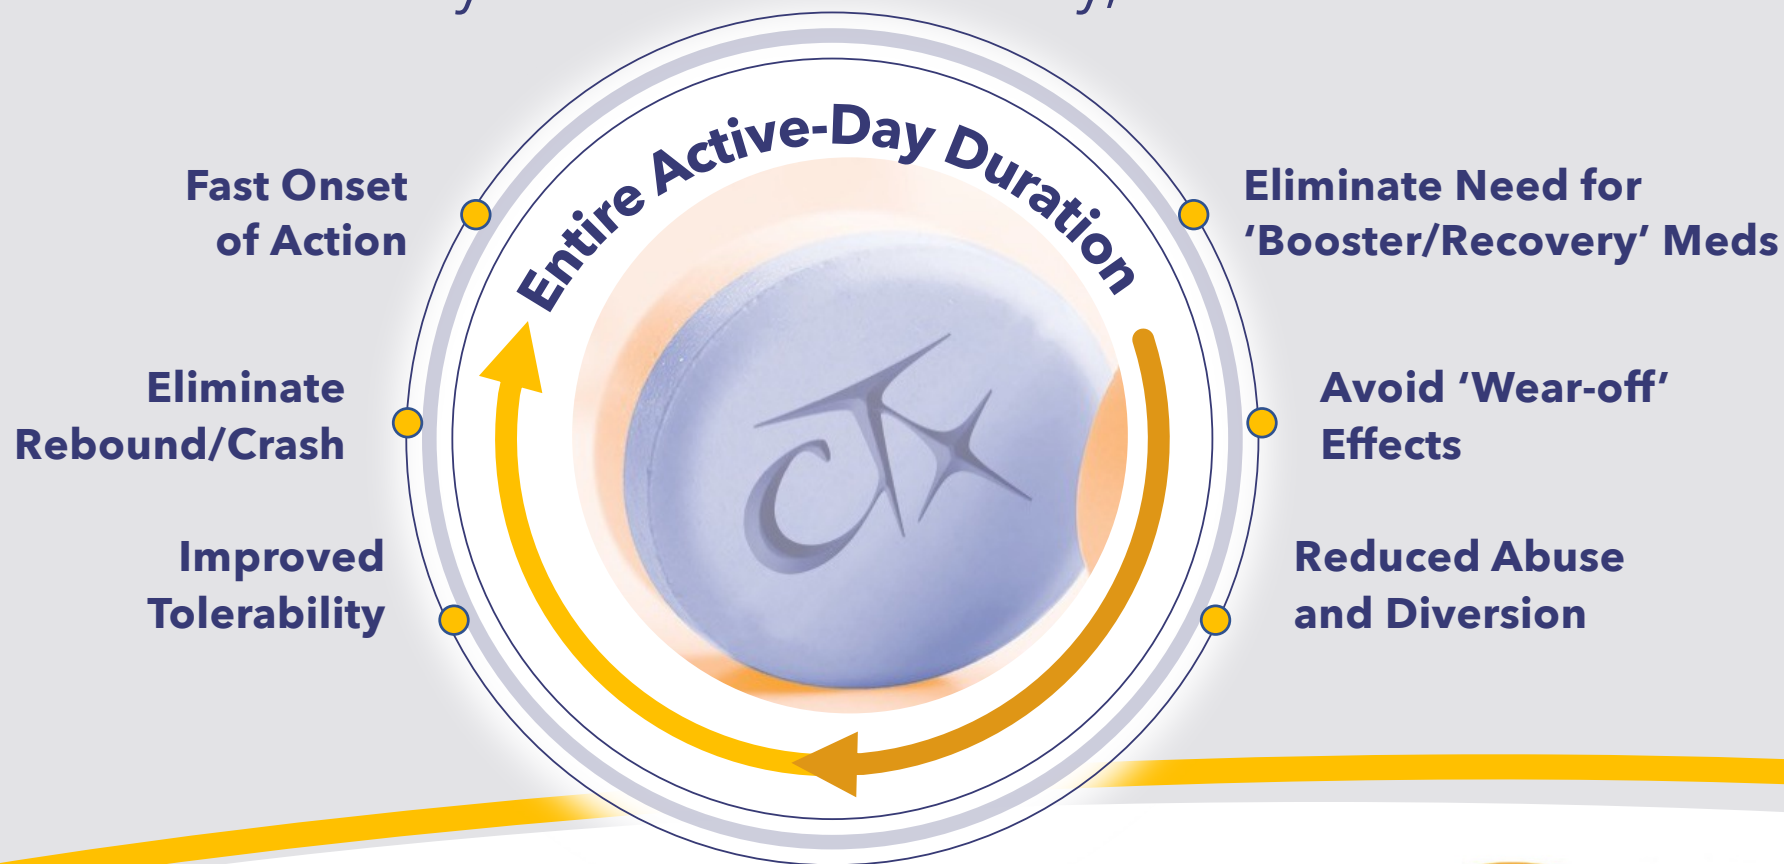 Entire Active-Day Duration
Fast Onset
of Action
Eliminate
Rebound/Crash
Improved
Tolerability
Eliminate Need for
‘Booster/Recovery’ Meds
Avoid ‘Wear-off’
Effects
Reduced Abuse
and Diversion
cTx